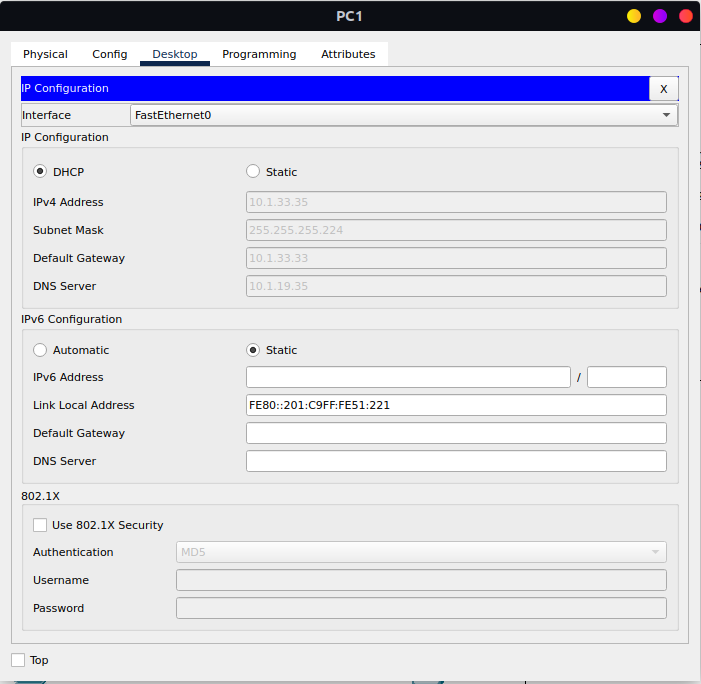 PC1
Physical Config Desktop Programming Attributes
IP Configuration X
Interface FastEthernet0
IP Configuration
DHCP Static
IPv4 Address 10.1.33.35
Subnet Mask 255.255.255.224
Default Gateway 10.1.33.33
DNS Server 10.1.19.35
IPv6 Configuration
Automatic Static
IPv6 Address /
Link Local Address FE80::201:C9FF:FE51:221
Default Gateway
DNS Server
802.1X
Use 802.1X Security
Authentication MD5
Username
Password
Top